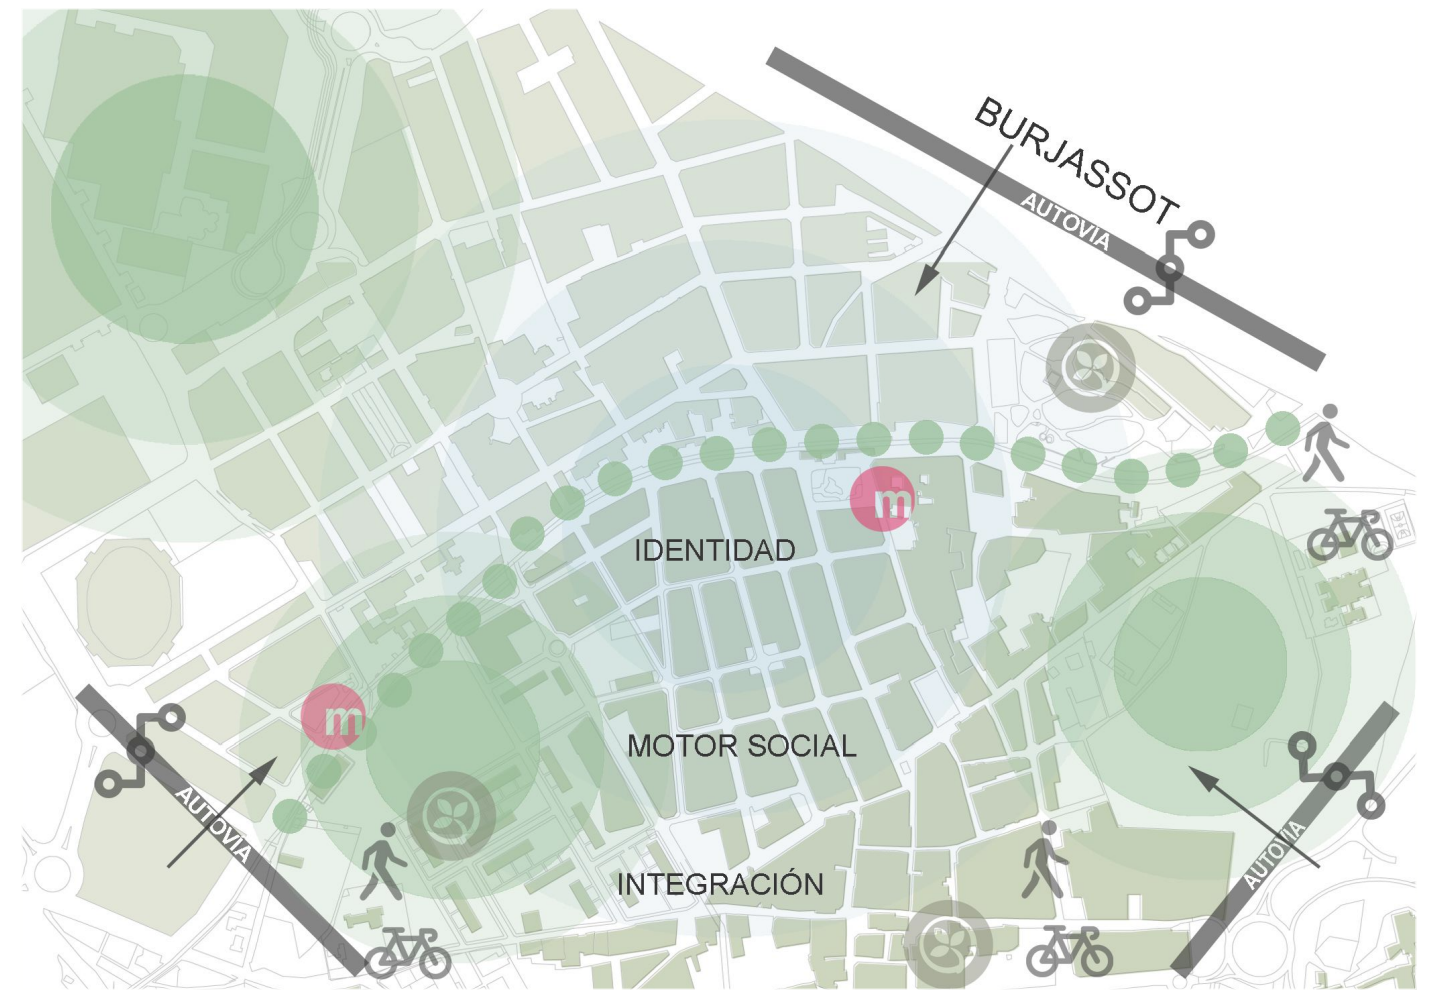 BURJASSOT
AUTOVIA
m
IDENTIDAD
m
MOTOR SOCIAL
AUTOVIA
AUTOVIA
INTEGRACIÓN